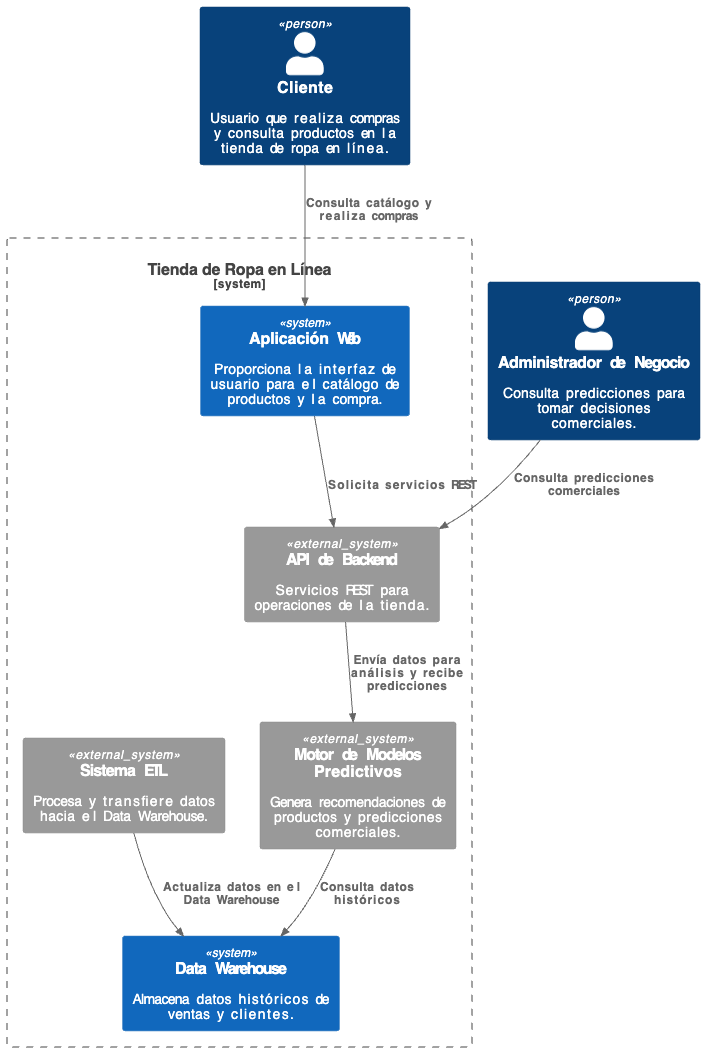 «person»
Cliente
Usuario que realiza compras
y consulta productos en la
tienda de ropa en línea.
Consulta catálogo y
realiza compras
Tienda de Ropa en Línea
[system]
«system»
Aplicación Web
Proporciona la interfaz de
usuario para el catálogo de
productos y la compra.
«person»
Administrador de Negocio
Consulta predicciones para
tomar decisiones
comerciales.
Solicita servicios REST
Consulta predicciones
comerciales
«external_system»
API de Backend
Servicios REST para
operaciones de la tienda.
Envía datos para
análisis y recibe
predicciones
«external_system»
Sistema ETL
Procesa y transfiere datos
hacia el Data Warehouse.
«external_system»
Motor de Modelos
Predictivos
Genera recomendaciones de
productos y predicciones
comerciales.
Actualiza datos en el
Data Warehouse
Consulta datos
históricos
«system»
Data Warehouse
Almacena datos históricos de
ventas y clientes.